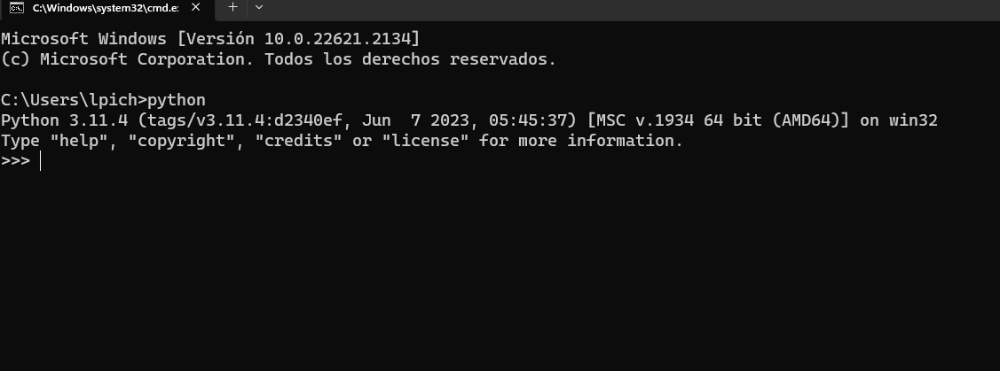 C:\Windows\system32\cmd.e
Microsoft Windows [Versión 10.0.22621.2134]
(c) Microsoft Corporation. Todos los derechos reservados.
C:\Users\lpich>python
Python 3.11.4 (tags/v3.11.4:d2340ef, Jun  7 2023, 05:45:37) [MSC v.1934 64 bit (AMD64)] on win32
Type "help", "copyright", "credits" or "license" for more information.
>>>